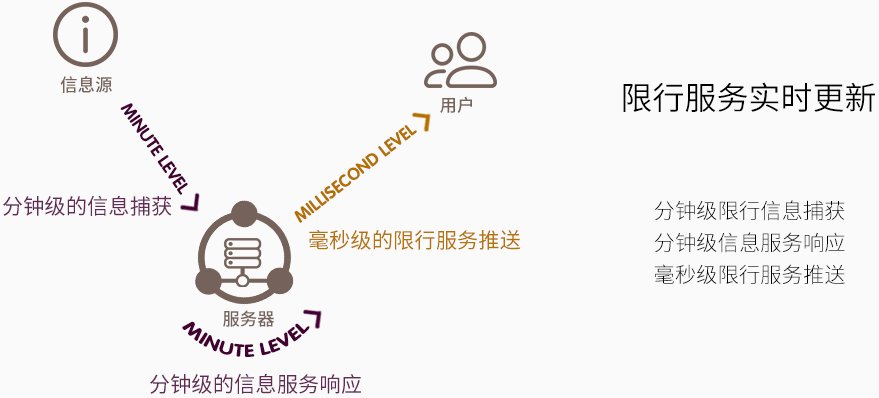 信息源
用户
限行服务实时更新
MINUTE LEVEL
MILLISECOND LEVEL
分钟级的信息捕获
毫秒级的限行服务推送
分钟级限行信息捕获
分钟级信息服务响应
毫秒级限行服务推送
服务器
MINUTE LEVEL
分钟级的信息服务响应